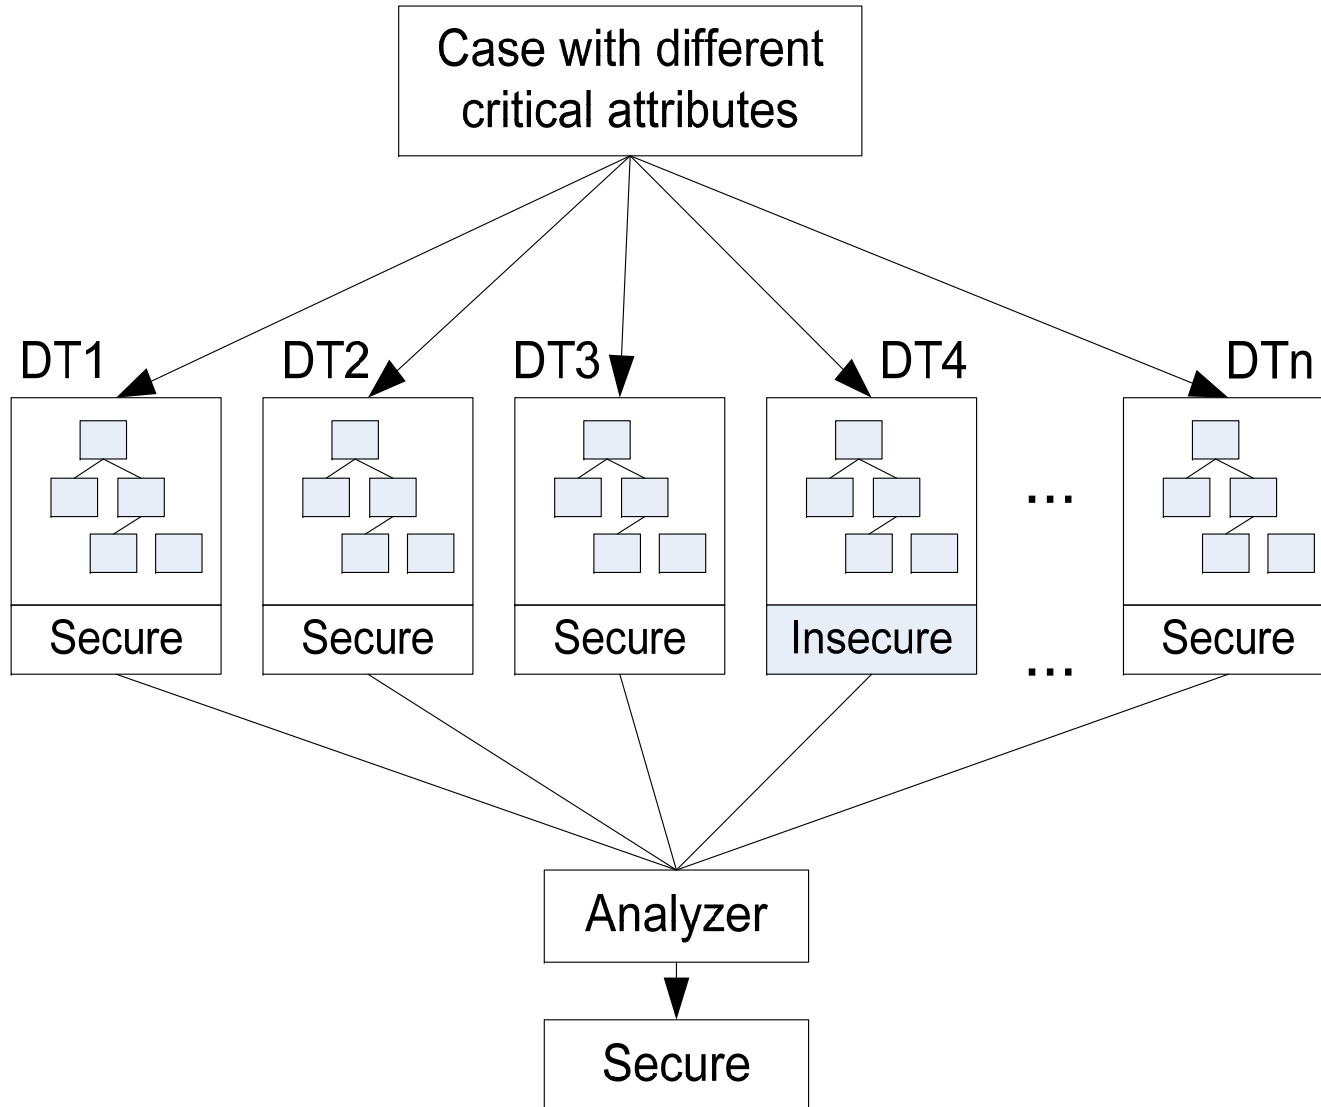 Case with different
critical attributes
DT1 DT2 DT3 DT4 DTn
...
Secure Secure Secure Insecure ... Secure
Analyzer
Secure